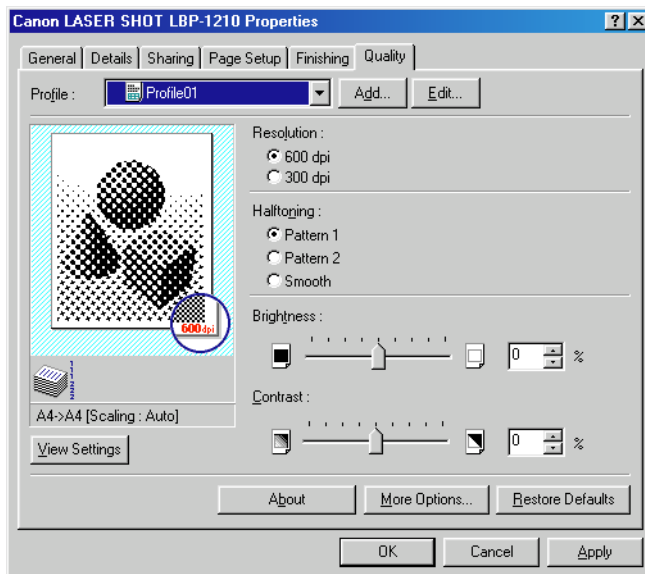 Canon LASER SHOT LBP-1210 Properties
General Details Sharing Page Setup Finishing Quality
Profile : Profile01 Add... Edit...
Resolution :
600 dpi
300 dpi
Halftoning :
Pattern 1
Pattern 2
Smooth
600dpi
Brightness :
0 %
A4->A4 [Scaling : Auto]
Contrast :
0 %
View Settings
About More Options... Restore Defaults
OK Cancel Apply